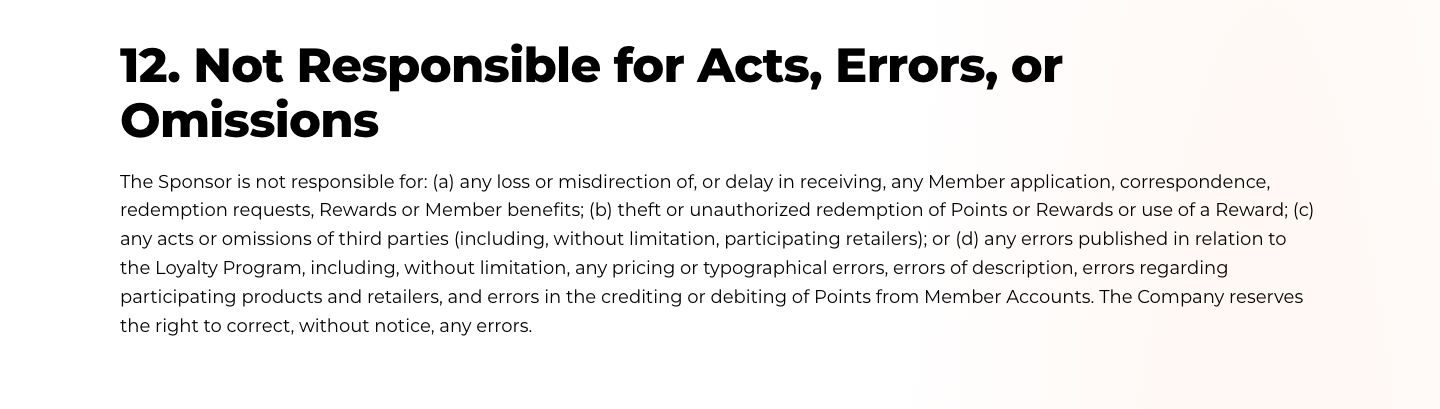 12. Not Responsible for Acts, Errors, or
Omissions
The Sponsor is not responsible for: (a) any loss or misdirection of, or delay in receiving, any Member application, correspondence,
redemption requests, Rewards or Member benefits; (b) theft or unauthorized redemption of Points or Rewards or use of a Reward; (c)
any acts or omissions of third parties (including, without limitation, participating retailers); or (d) any errors published in relation to
the Loyalty Program, including, without limitation, any pricing or typographical errors, errors of description, errors regarding
participating products and retailers, and errors in the crediting or debiting of Points from Member Accounts. The Company reserves
the right to correct, without notice, any errors.